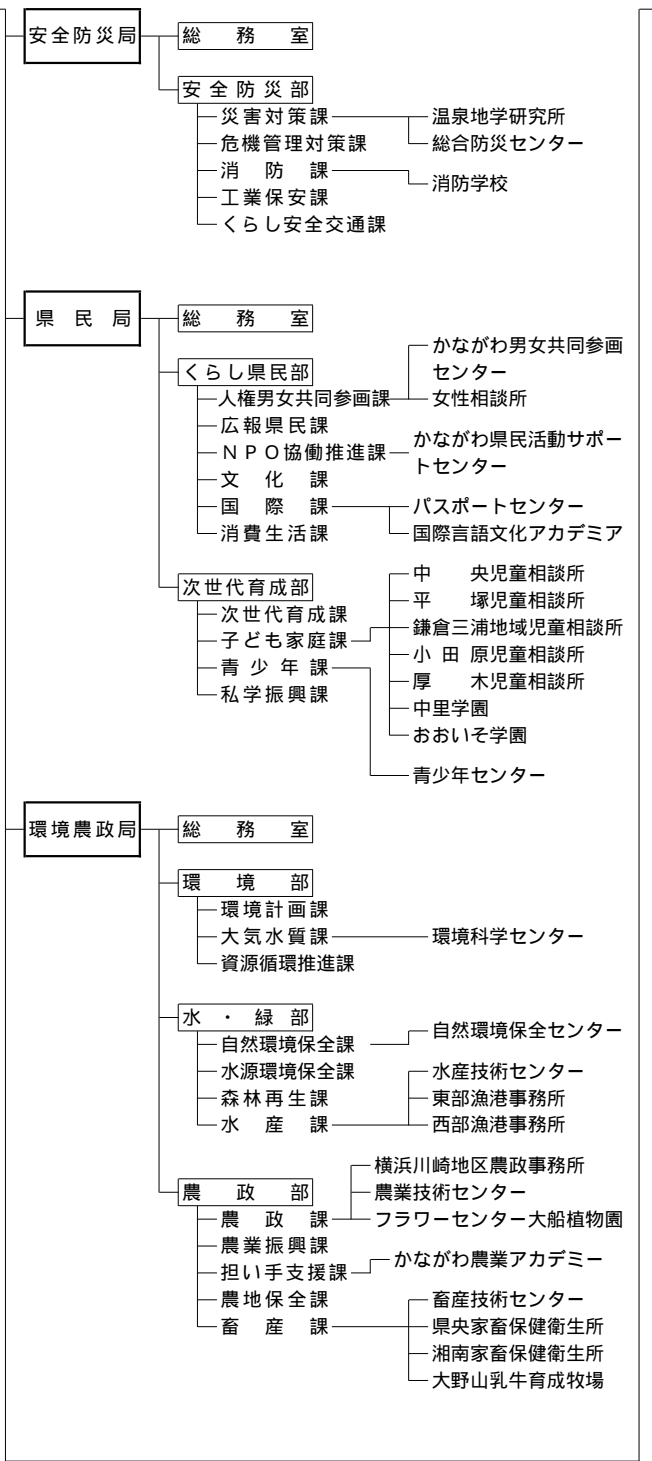 安全防災局 総務室
安全防災部
災害対策課 温泉地学研究所
危機管理対策課 総合防災センター
消防課 消防学校
工業保安課
くらし安全交通課
県民局 総務室
くらし県民部 かながわ男女共同参画
センター
人権男女共同参画課 女性相談所
広報県民課
NPO協働推進課 かながわ県民活動サポー
トセンター
文化課
国際課 パスポートセンター
消費生活課 国際言語文化アカデミア
次世代育成部 中央児童相談所
次世代育成課 平塚児童相談所
子ども家庭課 鎌倉三浦地域児童相談所
青少年課 小田原児童相談所
私学振興課 厚木児童相談所
中里学園
おおいそ学園
青少年センター
環境農政局 総務室
環境部
環境計画課
大気水質課 環境科学センター
資源循環推進課
水・緑部
自然環境保全課 自然環境保全センター
水源環境保全課 水産技術センター
森林再生課 東部漁港事務所
水産課 西部漁港事務所
横浜川崎地区農政事務所
農政部 農業技術センター
農政課 フラワーセンター大船植物園
農業振興課
担い手支援課 かながわ農業アカデミー
農地保全課 畜産技術センター
畜産課 県央家畜保健衛生所
湘南家畜保健衛生所
大野山乳牛育成牧場